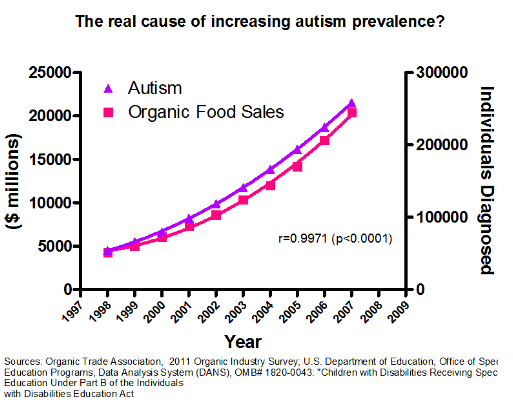 The real cause of increasing autism prevalence?
25000
20000
15000
10000
5000
0
($ millions)
Autism
Organic Food Sales
r=0.9971 (p<0.0001)
300000
200000
100000
0
Individuals Diagnosed
1997 1998 1999 2000 2001 2002 2003 2004 2005 2006 2007 2008 2009
Year
Sources: Organic Trade Association, 2011 Organic Industry Survey; U.S. Department of Education, Office of Spec
Education Programs, Data Analysis System (DANS), OMB# 1820-0043: "Children with Disabilities Receiving Spec
Education Under Part B of the Individuals
with Disabilities Education Act